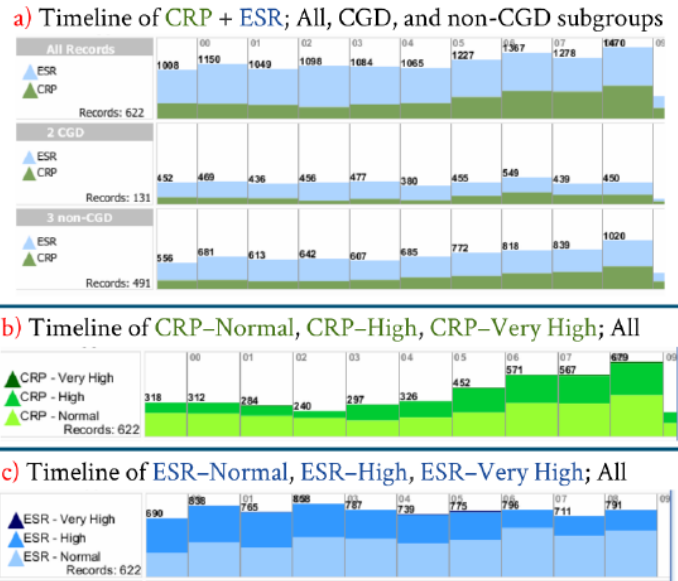 a) Timeline of CRP + ESR; All, CGD, and non-CGD subgroups
All Records
00 01 02 03 04 05 06 07 08 09
ESR
CRP
Records: 622
1008 1150 1049 1098 1084 1065 1227 1367 1278 1470
2 CGD
ESR
CRP
Records: 131
452 469 436 456 477 380 455 549 439 450
3 non-CGD
ESR
CRP
Records: 491
556 681 613 642 607 685 772 818 839 1020
b) Timeline of CRP–Normal, CRP–High, CRP–Very High; All
00 01 02 03 04 05 06 07 08 09
CRP - Very High
CRP - High
CRP - Normal
Records: 622
318 312 284 240 297 326 452 571 567 679
c) Timeline of ESR–Normal, ESR–High, ESR–Very High; All
01 02 03 04 05 06 07 08 09
ESR - Very High
ESR - High
ESR - Normal
Records: 622
690 838 765 858 787 739 775 796 711 791